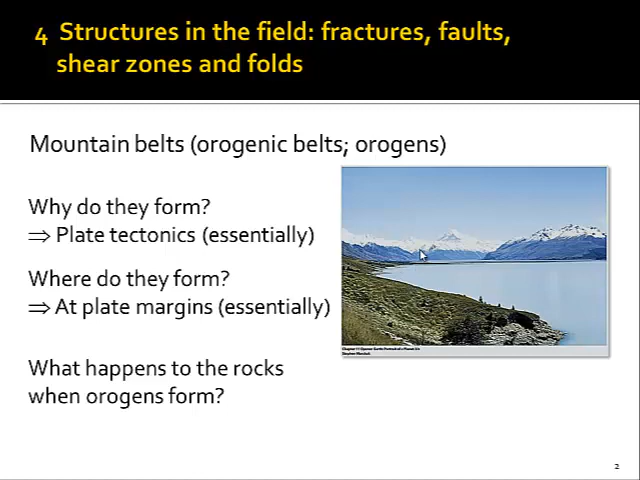 4 Structures in the field: fractures, faults,
shear zones and folds
Mountain belts (orogenic belts; orogens)
Why do they form?
⇒ Plate tectonics (essentially)
Where do they form?
⇒ At plate margins (essentially)
What happens to the rocks
when orogens form?
Stephen Marshak
2